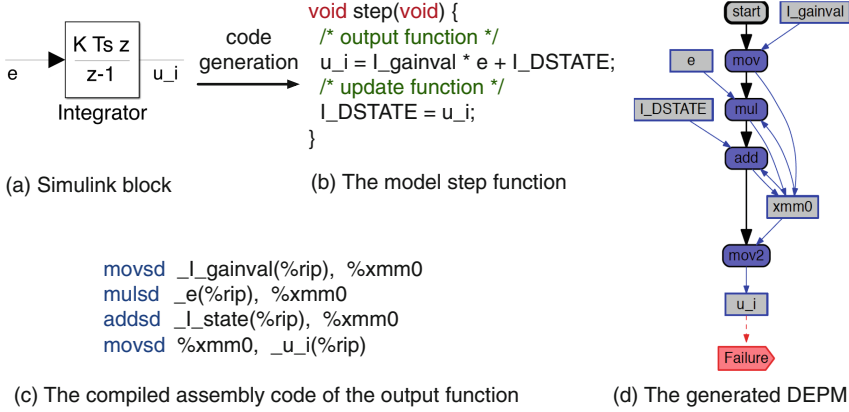 e
K Ts z
z-1
u_i
Integrator
(a) Simulink block
code
generation
void step(void) {
/* output function */
u_i = I_gainval * e + I_DSTATE;
/* update function */
I_DSTATE = u_i;
}
(b) The model step function
movsd _I_gainval(%rip), %xmm0
mulsd _e(%rip), %xmm0
addsd _I_state(%rip), %xmm0
movsd %xmm0, _u_i(%rip)
(c) The compiled assembly code of the output function
start
I_gainval
mov
e
mul
I_DSTATE
add
xmm0
mov2
u_i
Failure
(d) The generated DEPM